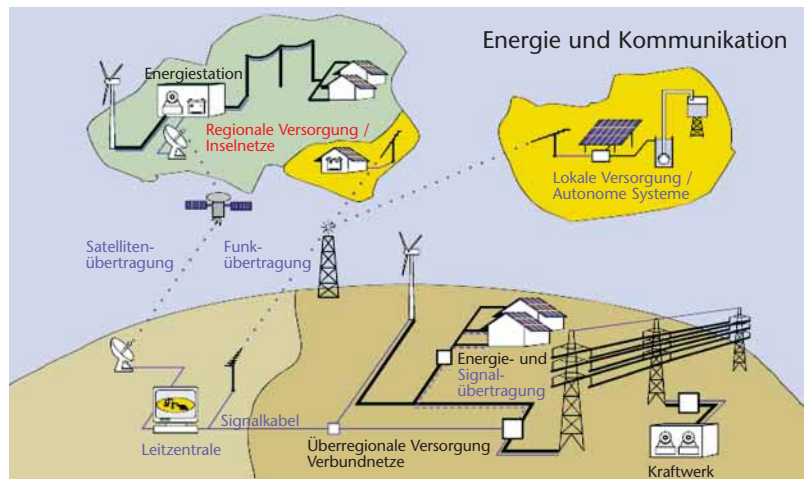 Energie und Kommunikation
Energiestation
Regionale Versorgung /
Inselnetze
Lokale Versorgung /
Autonome Systeme
Satelliten-
übertragung
Funk-
übertragung
Energie- und
Signal-
übertragung
Signalkabel
Leitzentrale
Überregionale Versorgung
Verbundnetze
Kraftwerk